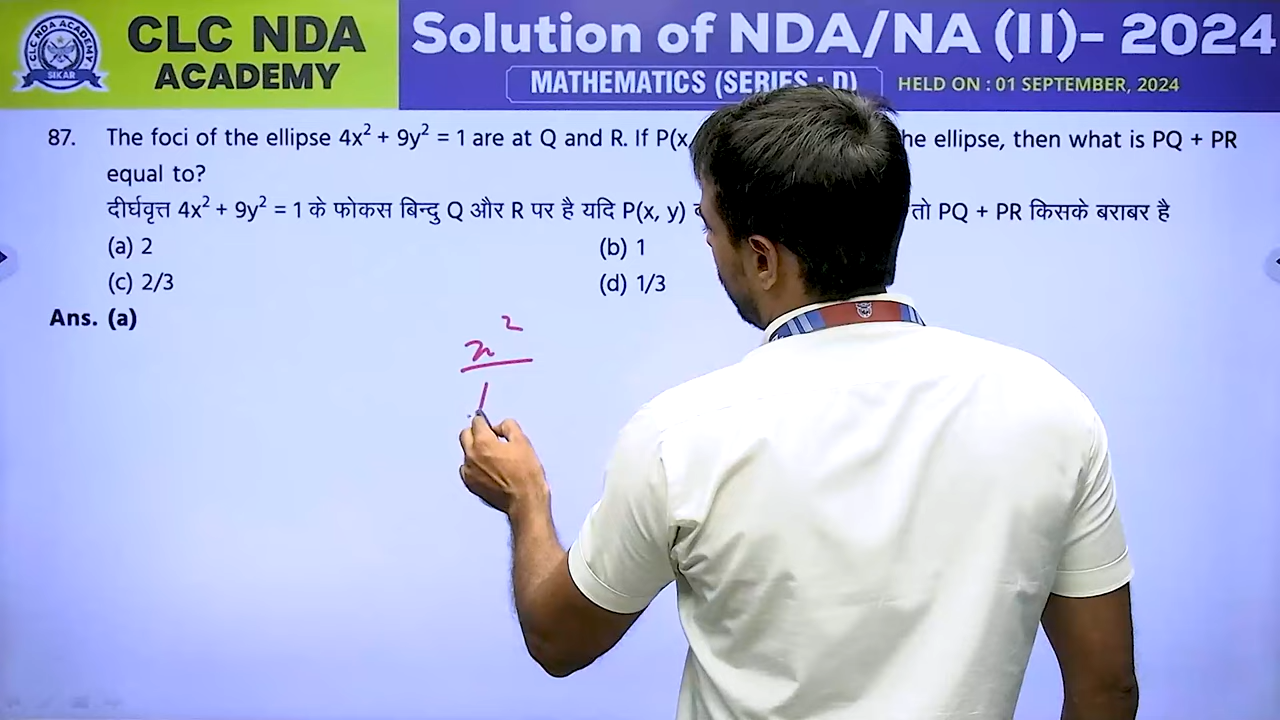 CLC NDA ACADEMY
SIKAR
CLC NDA
ACADEMY
Solution of NDA/NA (II)- 2024
MATHEMATICS (SERIES : D)
HELD ON : 01 SEPTEMBER, 2024
87. The foci of the ellipse 4x² + 9y² = 1 are at Q and R. If P(x, he ellipse, then what is PQ + PR
equal to?
दीर्घवृत्त 4x² + 9y² = 1 के फोकस बिन्दु Q और R पर है यदि P(x, y) तो PQ + PR किसके बराबर है
(a) 2 (b) 1
(c) 2/3 (d) 1/3
Ans. (a)
x²
1